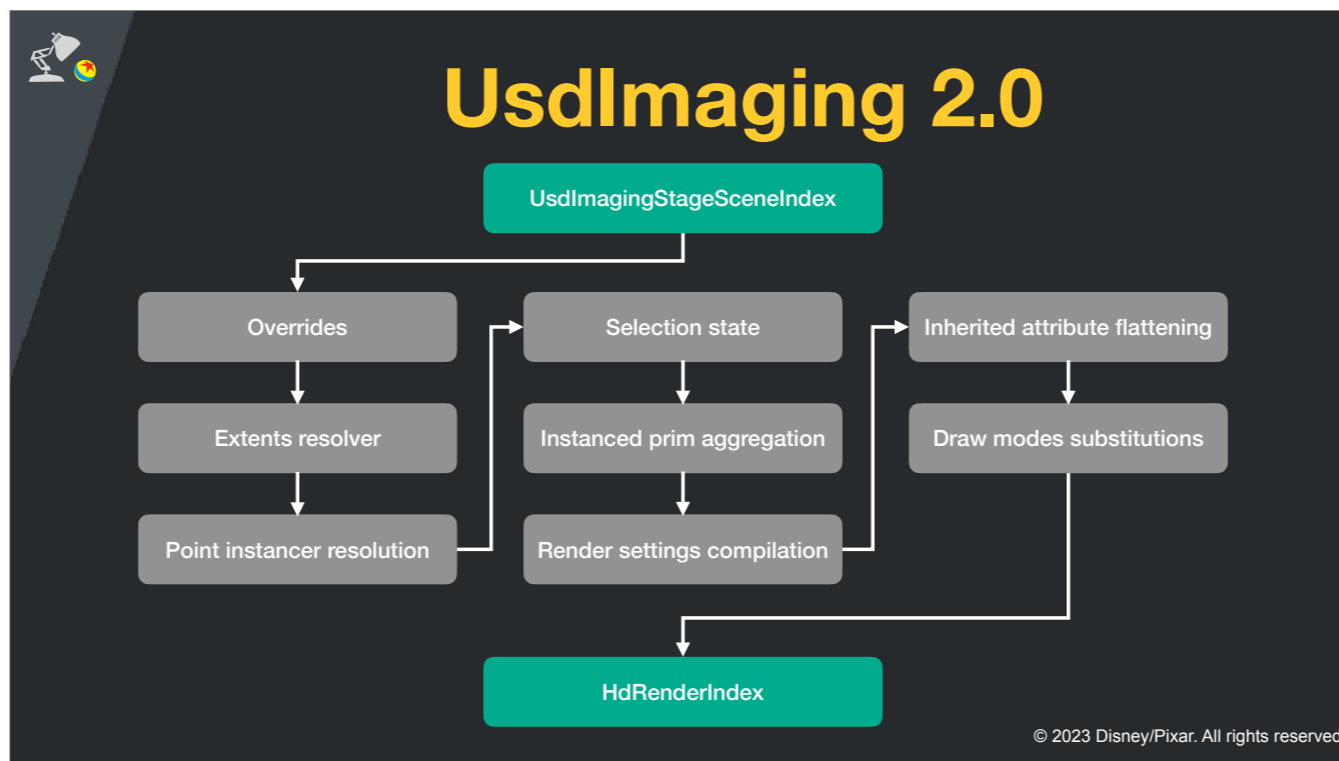 UsdImaging 2.0
UsdImagingStageSceneIndex
Overrides
Extents resolver
Point instancer resolution
Selection state
Instanced prim aggregation
Render settings compilation
Inherited attribute flattening
Draw modes substitutions
HdRenderIndex
© 2023 Disney/Pixar. All rights reserved